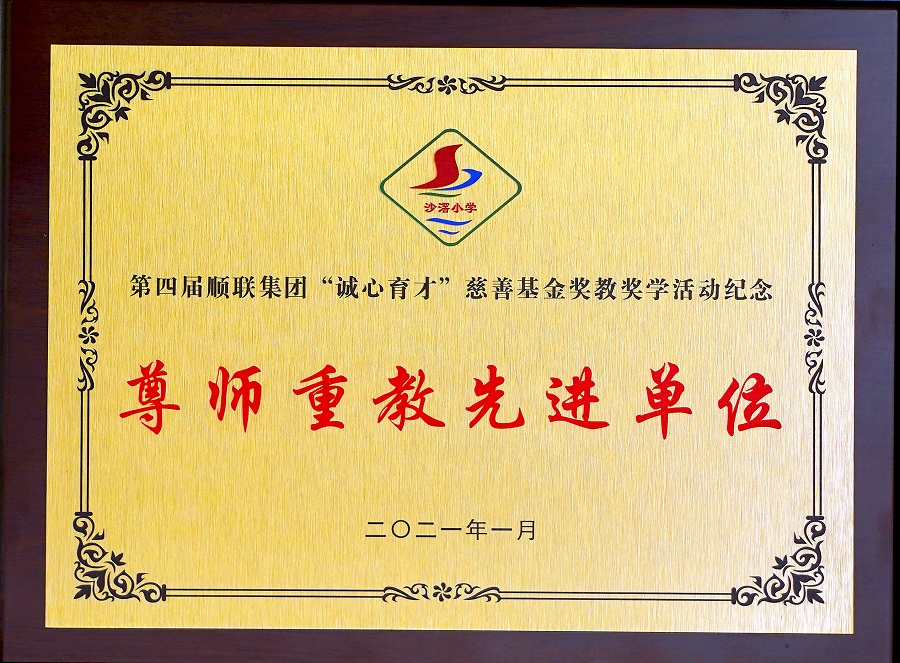 沙滘小学
第四届顺联集团“诚心育才”慈善基金奖教奖学活动纪念
尊师重教先进单位
二〇二一年一月